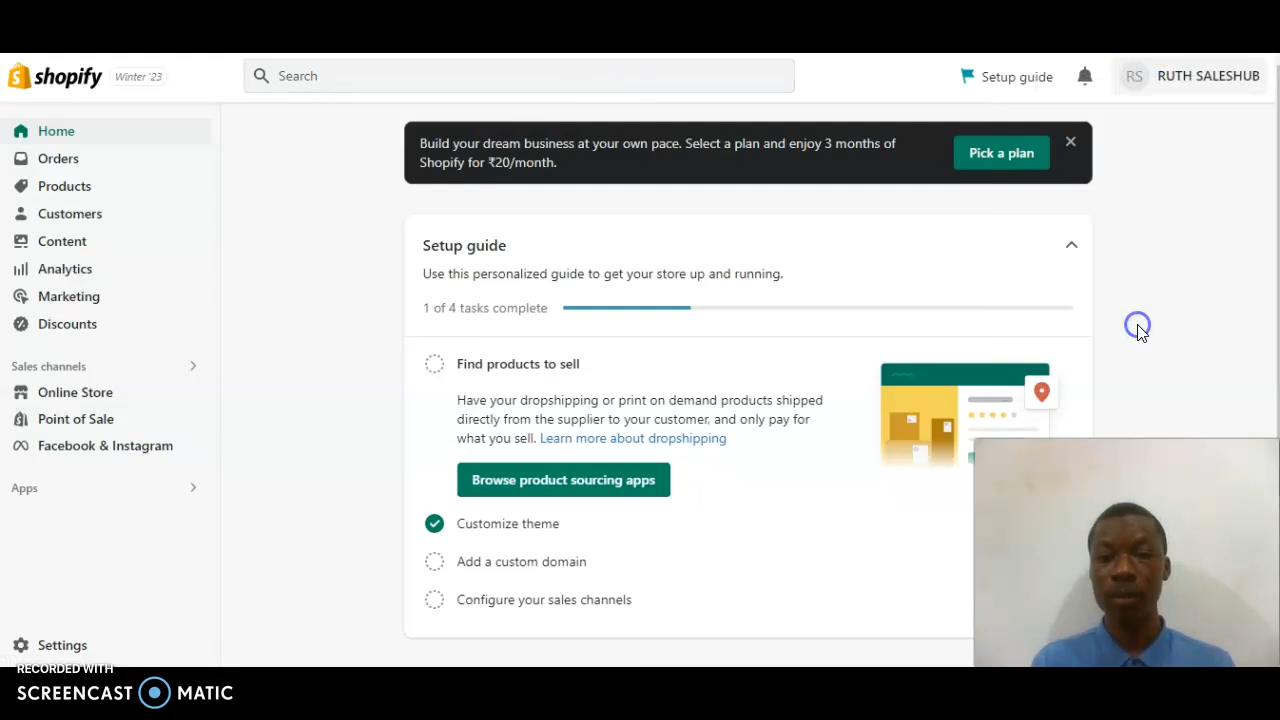 shopify
Winter '23
Search
Setup guide
RS
RUTH SALESHUB
Home
Orders
Products
Customers
Content
Analytics
Marketing
Discounts
Sales channels
Online Store
Point of Sale
Facebook & Instagram
Apps
Settings
Build your dream business at your own pace. Select a plan and enjoy 3 months of
Shopify for ₹20/month.
Pick a plan
Setup guide
Use this personalized guide to get your store up and running.
1 of 4 tasks complete
Find products to sell
Have your dropshipping or print on demand products shipped
directly from the supplier to your customer, and only pay for
what you sell. Learn more about dropshipping
Browse product sourcing apps
Customize theme
Add a custom domain
Configure your sales channels
RECORDED WITH
SCREENCAST MATIC